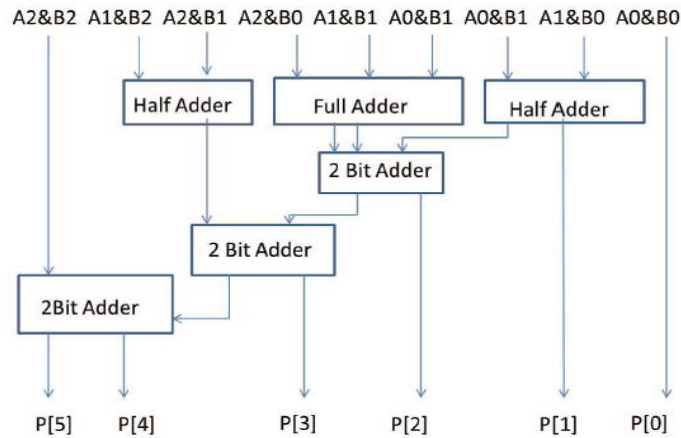 A2&B2 A1&B2 A2&B1 A2&B0 A1&B1 A0&B1 A0&B1 A1&B0 A0&B0
Half Adder Full Adder Half Adder
2 Bit Adder
2 Bit Adder
2Bit Adder
P[5] P[4] P[3] P[2] P[1] P[0]